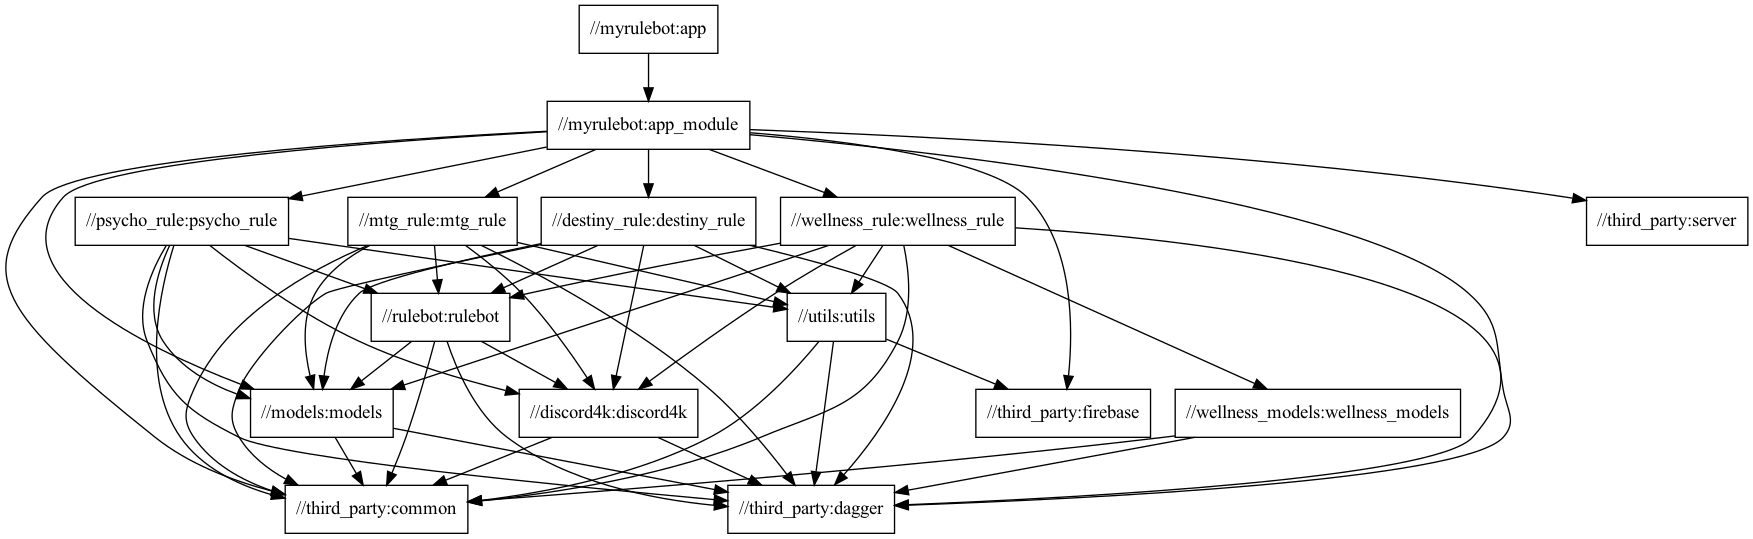 //myrulebot:app
//myrulebot:app_module
//psycho_rule:psycho_rule
//mtg_rule:mtg_rule
//destiny_rule:destiny_rule
//wellness_rule:wellness_rule
//third_party:server
//rulebot:rulebot
//utils:utils
//models:models
//discord4k:discord4k
//third_party:firebase
//wellness_models:wellness_models
//third_party:common
//third_party:dagger